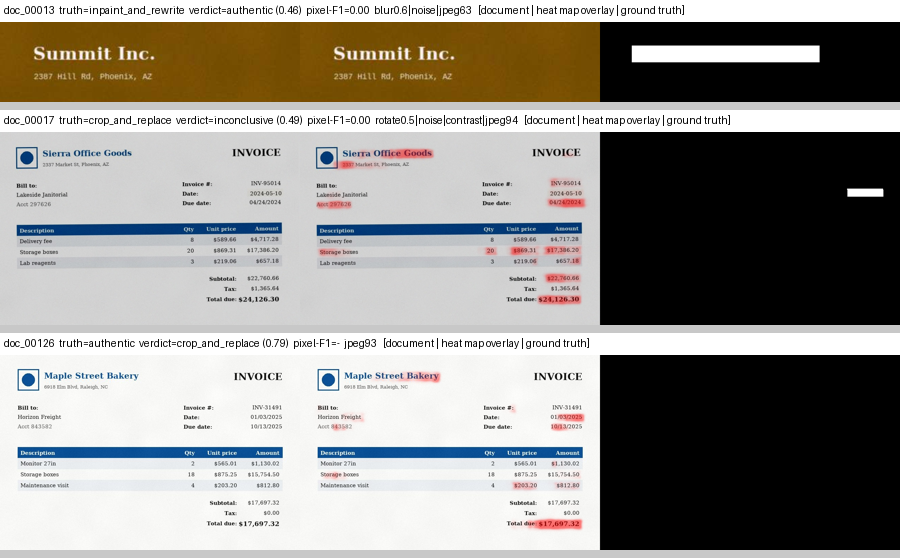 doc_00013 truth=inpaint_and_rewrite verdict=authentic (0.46) pixel-F1=0.00 blur0.6|noise|jpeg63 [document | heat map overlay | ground truth]
Summit Inc. Summit Inc.
2387 Hill Rd, Phoenix, AZ 2387 Hill Rd, Phoenix, AZ
doc_00017 truth=crop_and_replace verdict=inconclusive (0.49) pixel-F1=0.00 rotate0.5|noise|contrast|jpeg94 [document | heat map overlay | ground truth]
Sierra Office Goods INVOICE
2337 Market St, Phoenix, AZ
Bill to: Invoice #: INV-95014
Lakeside Janitorial Date: 2024-05-10
Acct 297626 Due date: 04/24/2024
Description Qty Unit price Amount
Delivery fee 8 $589.66 $4,717.28
Storage boxes 20 $869.31 $17,386.20
Lab reagents 3 $219.06 $657.18
Subtotal: $22,760.66
Tax: $1,365.64
Total due: $24,126.30
Sierra Office Goods INVOICE
2337 Market St, Phoenix, AZ
Bill to: Invoice #: INV-95014
Lakeside Janitorial Date: 2024-05-10
Acct 297626 Due date: 04/24/2024
Description Qty Unit price Amount
Delivery fee 8 $589.66 $4,717.28
Storage boxes 20 $869.31 $17,386.20
Lab reagents 3 $219.06 $657.18
Subtotal: $22,760.66
Tax: $1,365.64
Total due: $24,126.30
doc_00126 truth=authentic verdict=crop_and_replace (0.79) pixel-F1=- jpeg93 [document | heat map overlay | ground truth]
Maple Street Bakery INVOICE
6918 Elm Blvd, Raleigh, NC
Bill to: Invoice #: INV-31491
Horizon Freight Date: 01/03/2025
Acct 843582 Due date: 10/13/2025
Description Qty Unit price Amount
Monitor 27in 2 $565.01 $1,130.02
Storage boxes 18 $875.25 $15,754.50
Maintenance visit 4 $203.20 $812.80
Subtotal: $17,697.32
Tax: $0.00
Total due: $17,697.32
Maple Street Bakery INVOICE
6918 Elm Blvd, Raleigh, NC
Bill to: Invoice #: INV-31491
Horizon Freight Date: 01/03/2025
Acct 843582 Due date: 10/13/2025
Description Qty Unit price Amount
Monitor 27in 2 $565.01 $1,130.02
Storage boxes 18 $875.25 $15,754.50
Maintenance visit 4 $203.20 $812.80
Subtotal: $17,697.32
Tax: $0.00
Total due: $17,697.32